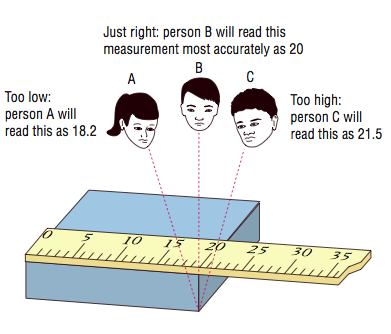 Just right: person B will read this
measurement most accurately as 20
A
B
C
Too low:
person A will
read this as 18.2
Too high:
person C will
read this as 21.5
0 5 10 15 20 25 30 35